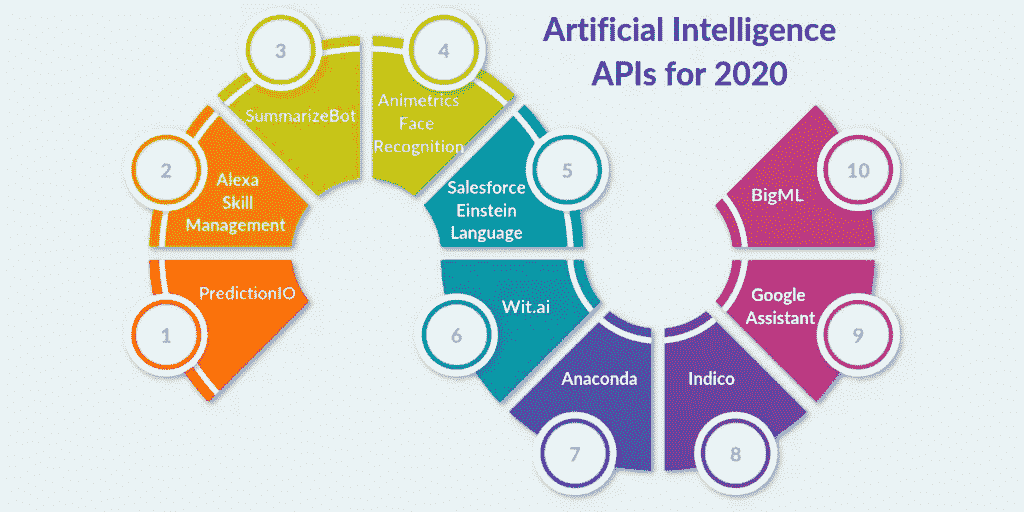 Artificial Intelligence
APIs for 2020
1
PredictionIO
2
Alexa
Skill
Management
3
SummarizeBot
4
Animetrics
Face
Recognition
5
Salesforce
Einstein
Language
6
Wit.ai
7
Anaconda
8
Indico
9
Google
Assistant
10
BigML